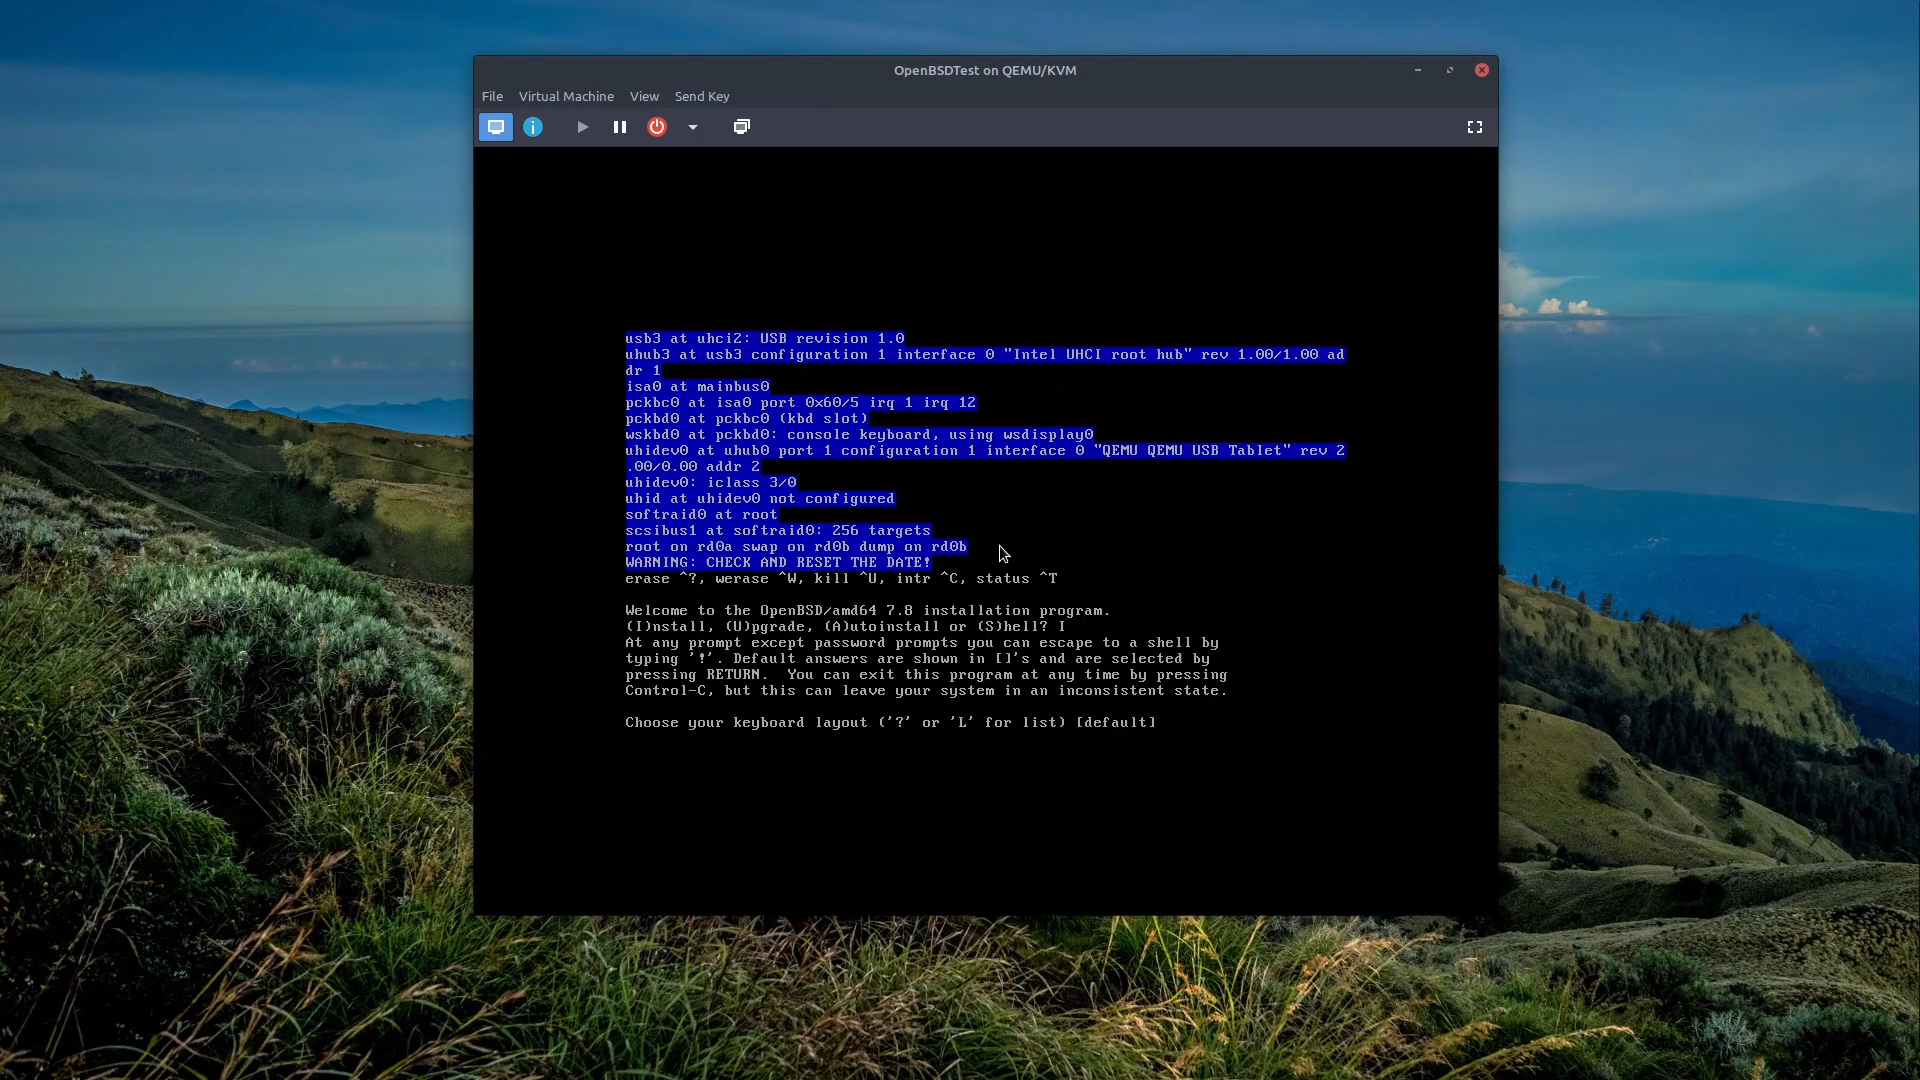 OpenBSDTest on QEMU/KVM
File Virtual Machine View Send Key
usb3 at uhci2: USB revision 1.0
uhub3 at usb3 configuration 1 interface 0 "Intel UHCI root hub" rev 1.00/1.00 ad
dr 1
isa0 at mainbus0
pckbc0 at isa0 port 0x60/5 irq 1 irq 12
pckbd0 at pckbc0 (kbd slot)
wskbd0 at pckbd0: console keyboard, using wsdisplay0
uhidev0 at uhub0 port 1 configuration 1 interface 0 "QEMU QEMU USB Tablet" rev 2
.00/0.00 addr 2
uhidev0: iclass 3/0
uhid at uhidev0 not configured
softraid0 at root
scsibus1 at softraid0: 256 targets
root on rd0a swap on rd0b dump on rd0b
WARNING: CHECK AND RESET THE DATE!
erase ^?, werase ^W, kill ^U, intr ^C, status ^T
Welcome to the OpenBSD/amd64 7.8 installation program.
(I)nstall, (U)pgrade, (A)utoinstall or (S)hell? I
At any prompt except password prompts you can escape to a shell by
typing '!'. Default answers are shown in []'s and are selected by
pressing RETURN.  You can exit this program at any time by pressing
Control-C, but this can leave your system in an inconsistent state.
Choose your keyboard layout ('?' or 'L' for list) [default]